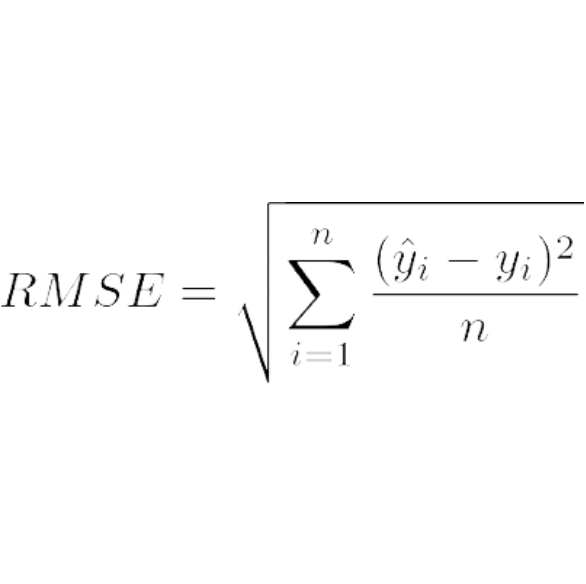 RMSE = \sqrt{\sum_{i=1}^{n} \frac{(\hat{y}_i - y_i)^2}{n}}